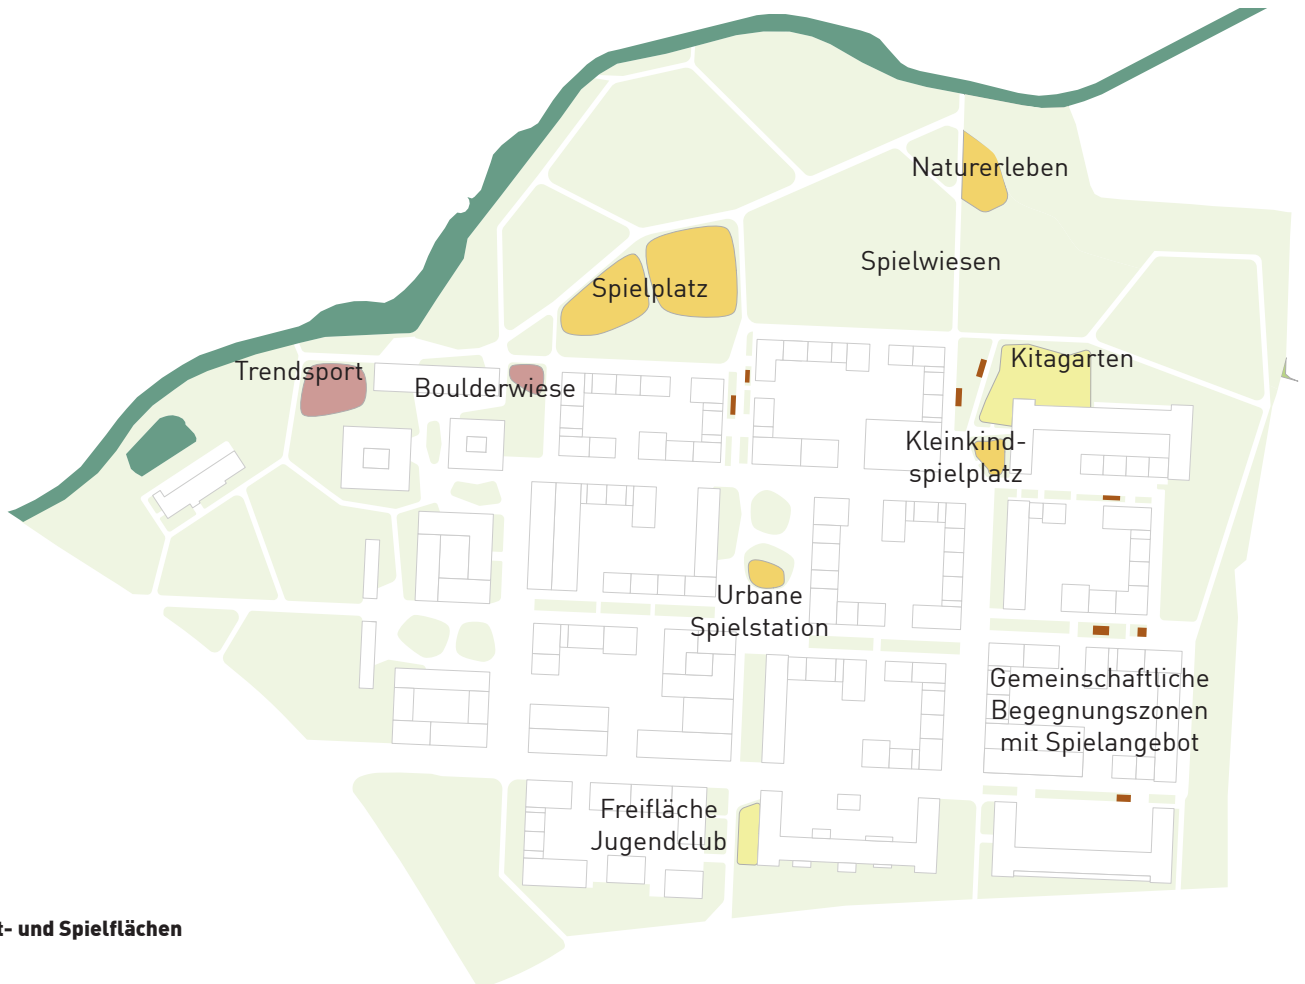 Naturerleben
Spielwiesen
Spielplatz
Kitagarten
Trendsport
Boulderwiese
Kleinkind-
spielplatz
Urbane
Spielstation
Gemeinschaftliche
Begegnungszonen
mit Spielangebot
Freifläche
Jugendclub
t- und Spielflächen